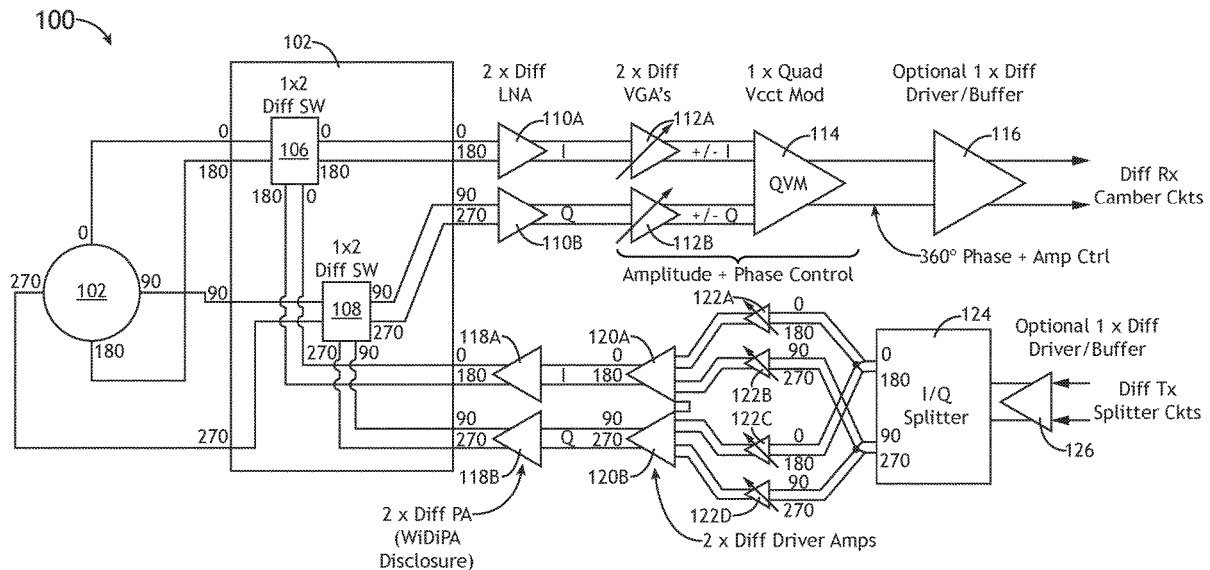 100
102
1x2
Diff SW
2 x Diff
LNA
2 x Diff
VGA's
1 x Quad
Vcct Mod
Optional 1 x Diff
Driver/Buffer
0
106
0
0
110A
112A
114
116
180
180
180
I
+/- I
QVM
Diff Rx
Camber Ckts
180
0
90
270
Q
+/- Q
110B
112B
0
1x2
Diff SW
Amplitude + Phase Control
360° Phase + Amp Ctrl
270
102
90
90
108
90
270
180
270
90
118A
120A
122A
0
180
90
270
122B
124
Optional 1 x Diff
Driver/Buffer
0
180
I
0
180
0
180
I/Q
Splitter
Diff Tx
Splitter Ckts
126
90
270
Q
90
270
122C
0
180
90
270
270
118B
120B
122D
90
270
2 x Diff PA
(WiDiPA
Disclosure)
2 x Diff Driver Amps